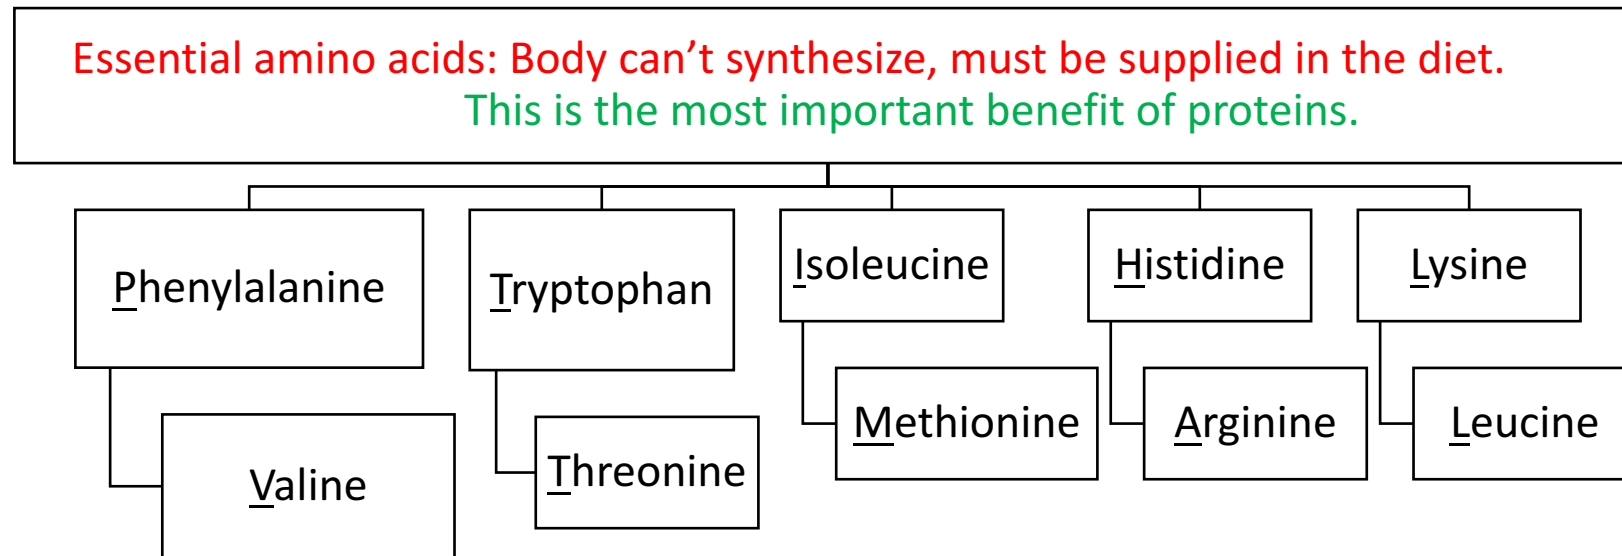 Essential amino acids: Body can’t synthesize, must be supplied in the diet.
This is the most important benefit of proteins.
Phenylalanine
Valine
Tryptophan
Threonine
Isoleucine
Methionine
Histidine
Arginine
Lysine
Leucine